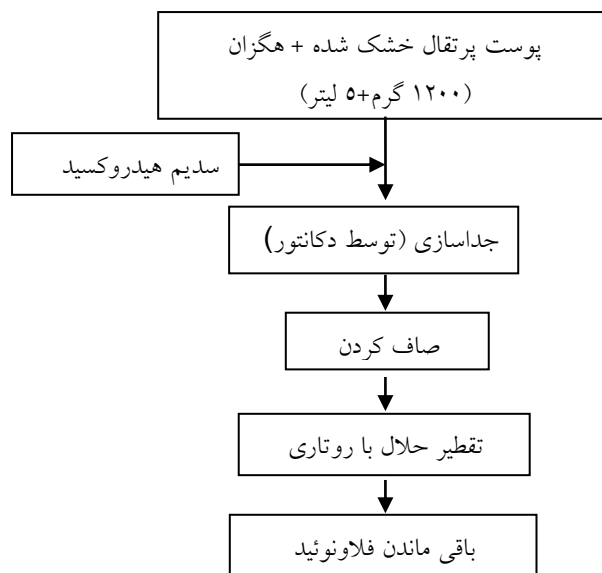 پوست پرتقال خشک شده + هگزان
(۱۲۰۰ گرم+۵ لیتر)
سدیم هیدروکسید
جداسازی (توسط دکانتور)
صاف کردن
تقطیر حلال با روتاری
باقی ماندن فلاونوئید